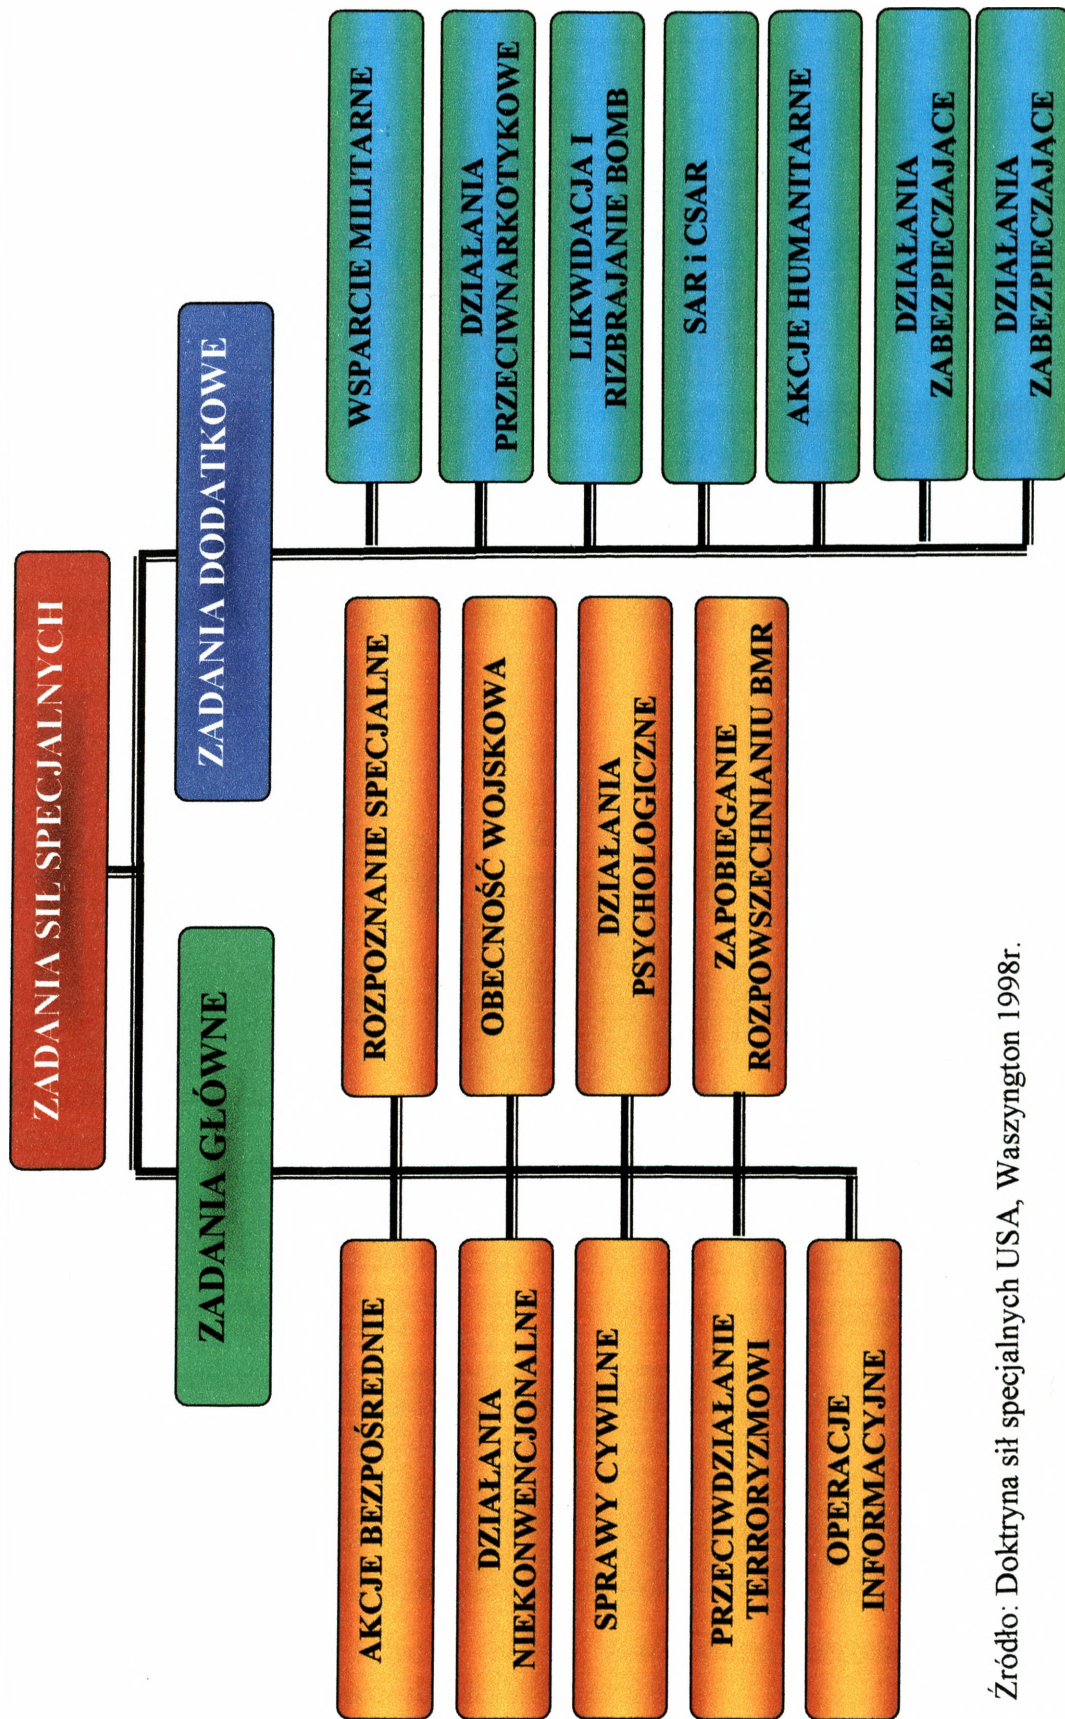 ZADANIA SIŁ SPECJALNYCH
ZADANIA GŁÓWNE
ZADANIA DODATKOWE
AKCJE BEZPOŚREDNIE
DZIAŁANIA
NIEKONWENCJONALNE
SPRAWY CYWILNE
PRZECIWDZIAŁANIE
TERRORYZMOWI
OPERACJE
INFORMACYJNE
ROZPOZNANIE SPECJALNE
OBECNOŚĆ WOJSKOWA
DZIAŁANIA
PSYCHOLOGICZNE
ZAPOBIEGANIE
ROZPOWSZECHNIANIU BMR
WSPARCIE MILITARNE
DZIAŁANIA
PRZECIWNARKOTYKOWE
LIKWIDACJA I
RIZBRAJANIE BOMB
SAR i CSAR
AKCJE HUMANITARNE
DZIAŁANIA
ZABEZPIECZAJĄCE
DZIAŁANIA
ZABEZPIECZAJĄCE
Źródło: Doktryna sił specjalnych USA, Waszyngton 1998r.